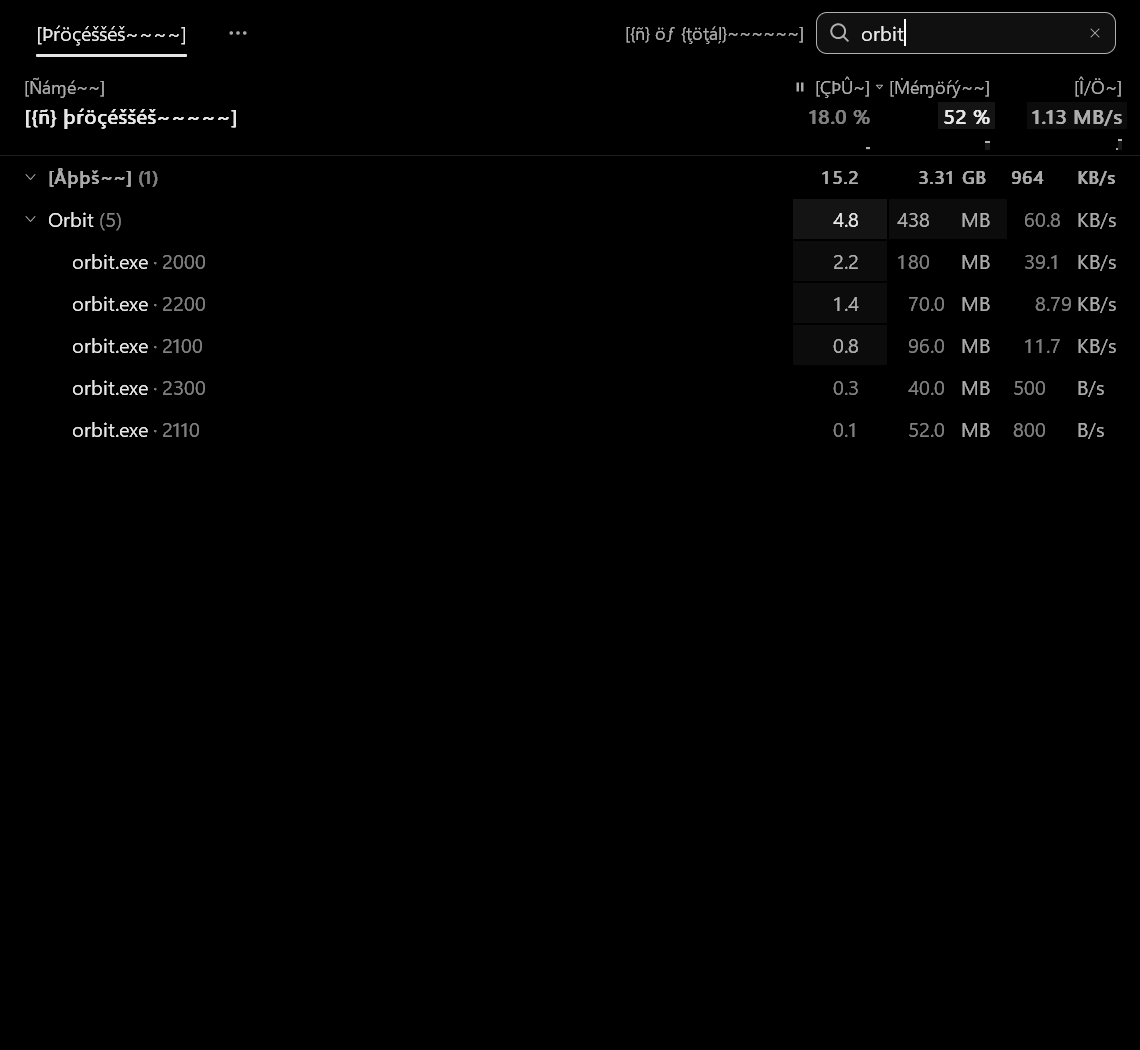 [Þŕöçéššéš~~~~] ···
[{ñ} öƒ {ţöţáļ}~~~~~~] orbit ×
[Ñáɱé~~] [ÇÞÛ~] [Ṁéɱöŕý~~] [Î/Ö~]
[{ñ} þŕöçéššéš~~~~~] 18.0 % 52 % 1.13 MB/s
[Åþþš~~] (1) 15.2 3.31 GB 964 KB/s
Orbit (5) 4.8 438 MB 60.8 KB/s
orbit.exe · 2000 2.2 180 MB 39.1 KB/s
orbit.exe · 2200 1.4 70.0 MB 8.79 KB/s
orbit.exe · 2100 0.8 96.0 MB 11.7 KB/s
orbit.exe · 2300 0.3 40.0 MB 500 B/s
orbit.exe · 2110 0.1 52.0 MB 800 B/s